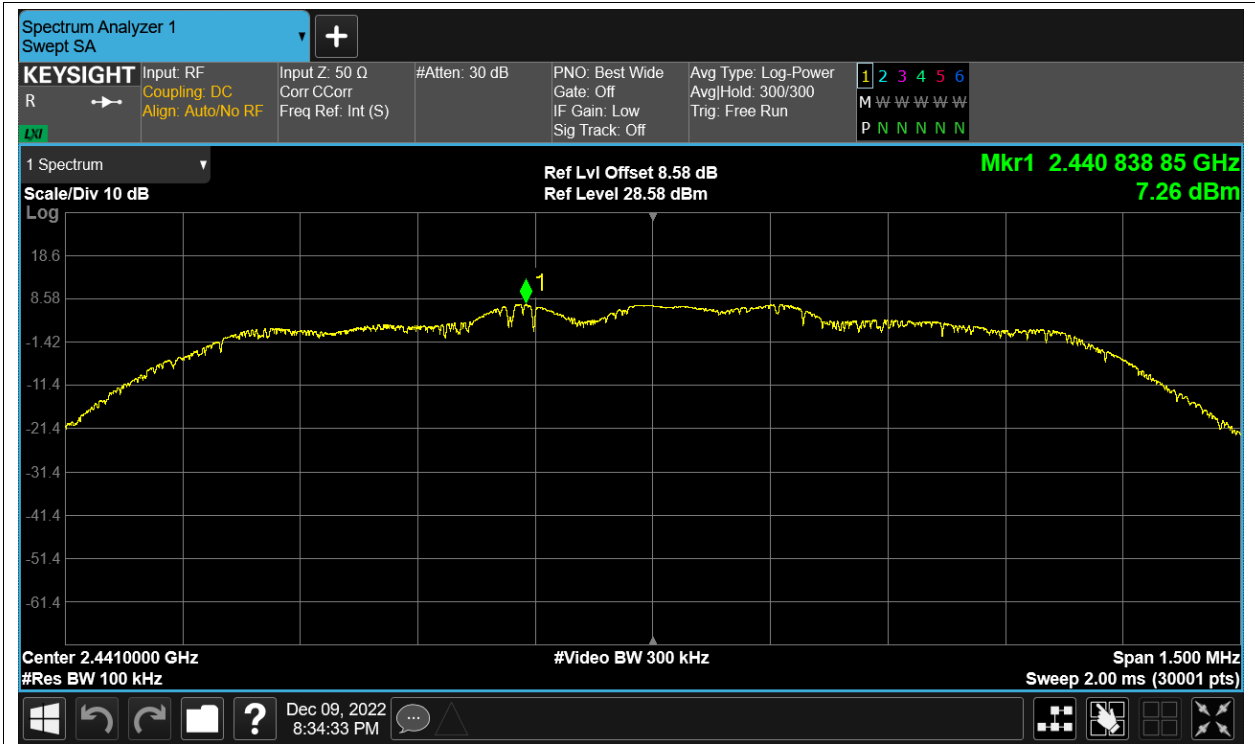 Spectrum Analyzer 1
Swept SA
KEYSIGHT
R
LXI
Input: RF
Coupling: DC
Align: Auto/No RF
Input Z: 50 Ω
Corr CCorr
Freq Ref: Int (S)
#Atten: 30 dB
PNO: Best Wide
Gate: Off
IF Gain: Low
Sig Track: Off
Avg Type: Log-Power
Avg|Hold: 300/300
Trig: Free Run
1 2 3 4 5 6
M W W W W W
P N N N N N
1 Spectrum
Scale/Div 10 dB
Log
Ref Lvl Offset 8.58 dB
Ref Level 28.58 dBm
Mkr1 2.440 838 85 GHz
7.26 dBm
18.6
8.58
-1.42
-11.4
-21.4
-31.4
-41.4
-51.4
-61.4
1
Center 2.4410000 GHz
#Res BW 100 kHz
#Video BW 300 kHz
Span 1.500 MHz
Sweep 2.00 ms (30001 pts)
?
Dec 09, 2022
8:34:33 PM